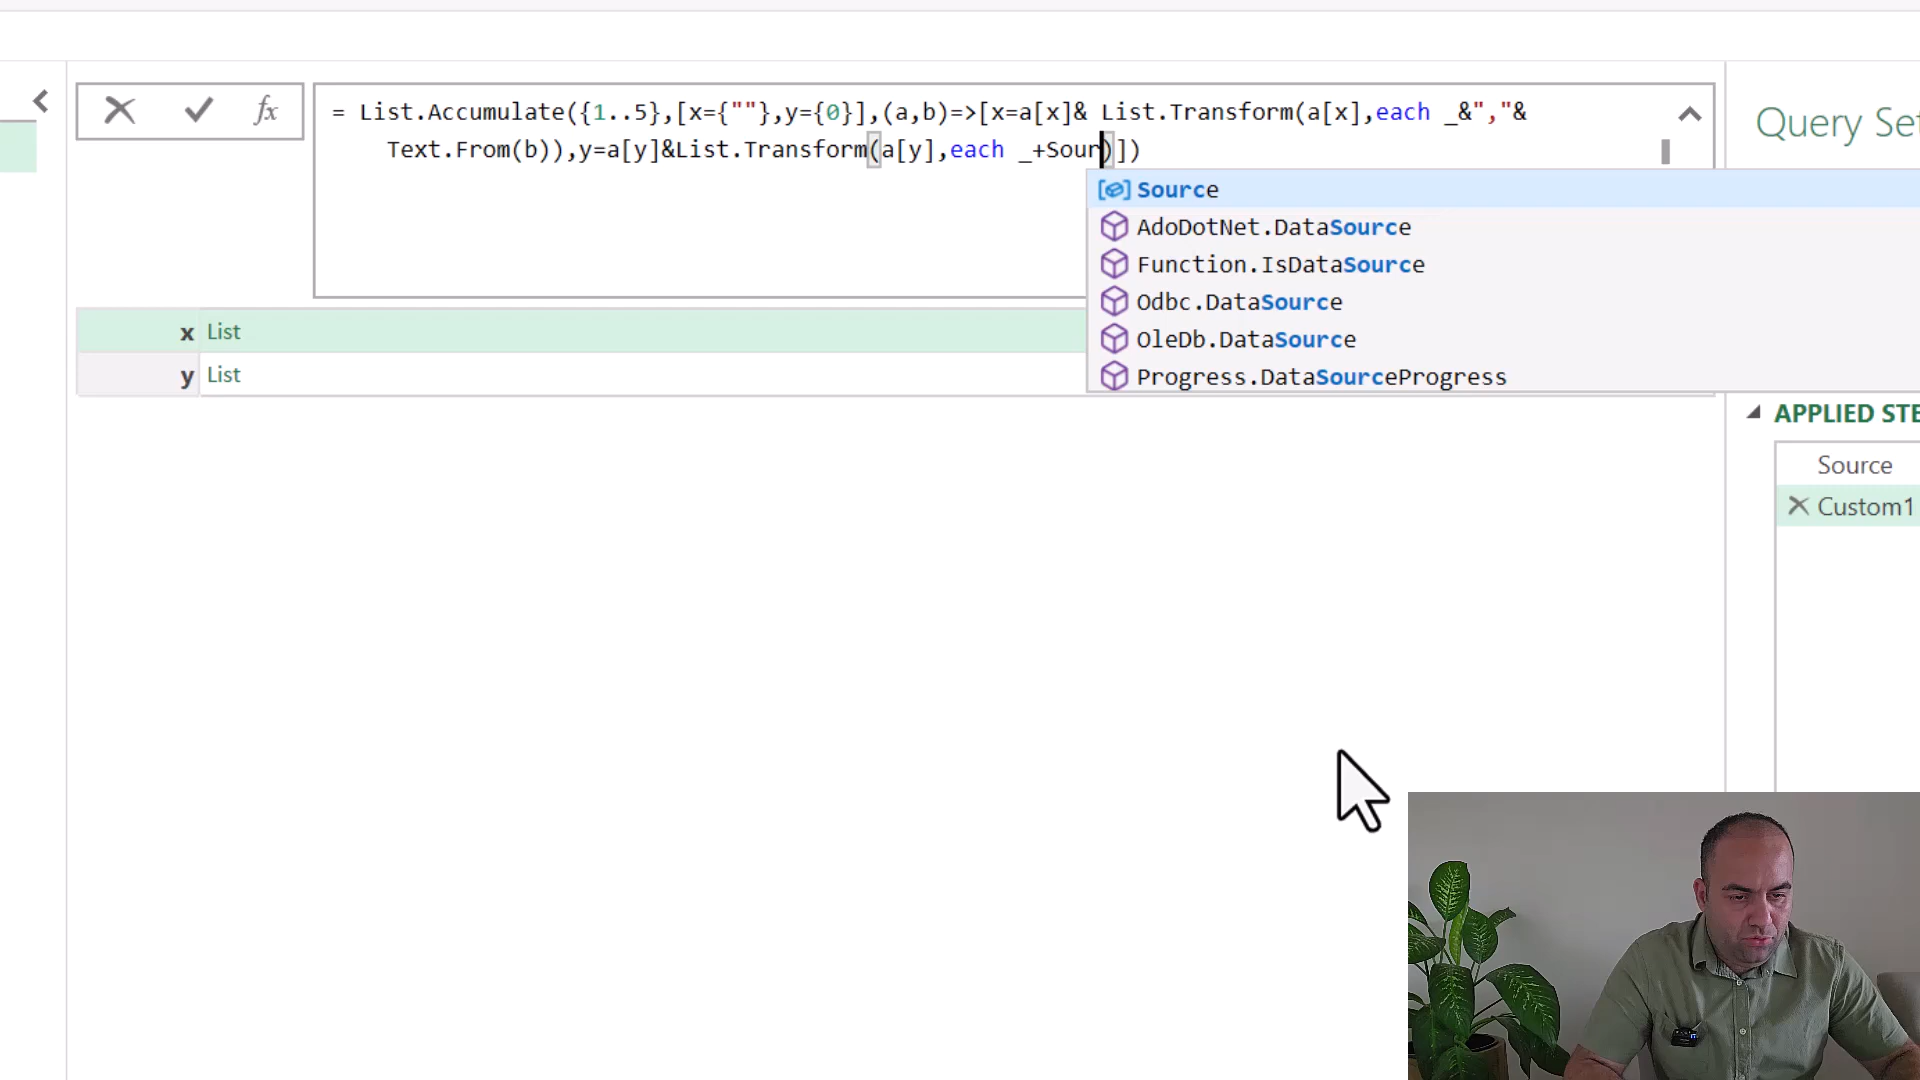 = List.Accumulate({1..5},[x={""},y={0}],(a,b)=>[x=a[x]& List.Transform(a[x],each _&","&
Text.From(b)),y=a[y]&List.Transform(a[y],each _+Sour)])
Query Set
Source
AdoDotNet.DataSource
Function.IsDataSource
Odbc.DataSource
OleDb.DataSource
Progress.DataSourceProgress
x List
y List
APPLIED STE
Source
Custom1